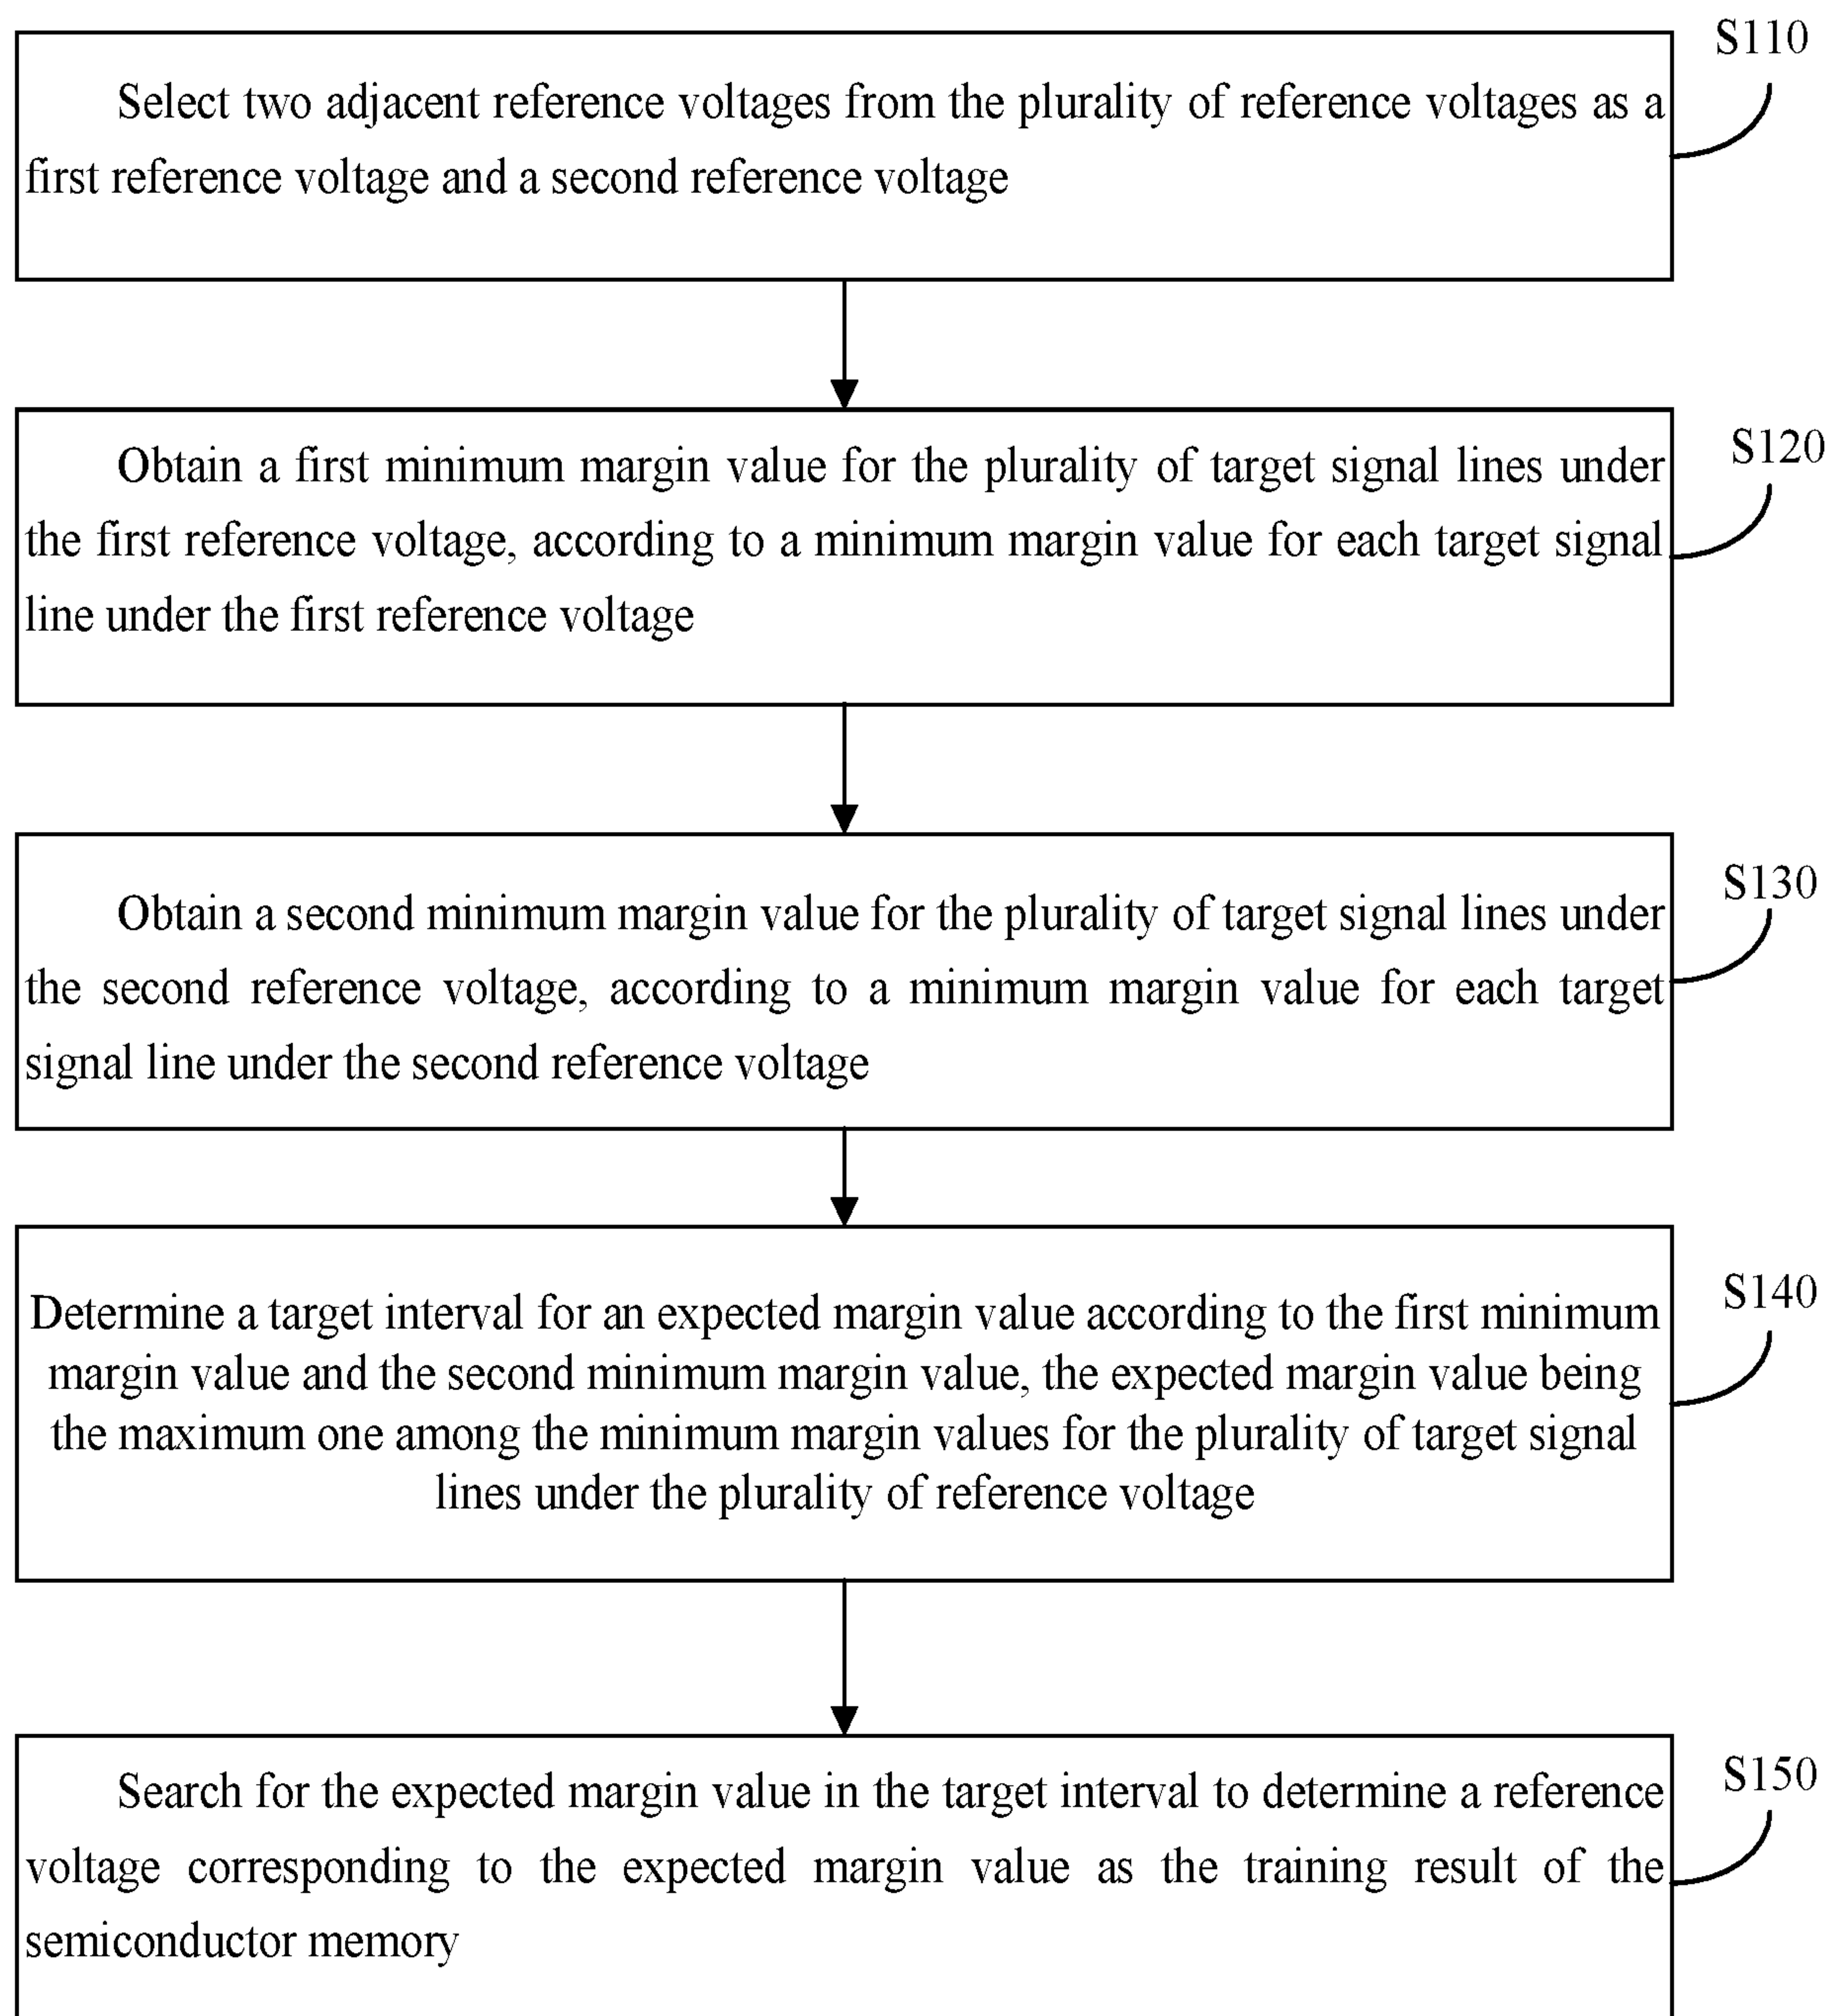 S110
Select two adjacent reference voltages from the plurality of reference voltages as a
first reference voltage and a second reference voltage
S120
Obtain a first minimum margin value for the plurality of target signal lines under
the first reference voltage, according to a minimum margin value for each target signal
line under the first reference voltage
S130
Obtain a second minimum margin value for the plurality of target signal lines under
the second reference voltage, according to a minimum margin value for each target
signal line under the second reference voltage
S140
Determine a target interval for an expected margin value according to the first minimum
margin value and the second minimum margin value, the expected margin value being
the maximum one among the minimum margin values for the plurality of target signal
lines under the plurality of reference voltage
S150
Search for the expected margin value in the target interval to determine a reference
voltage corresponding to the expected margin value as the training result of the
semiconductor memory